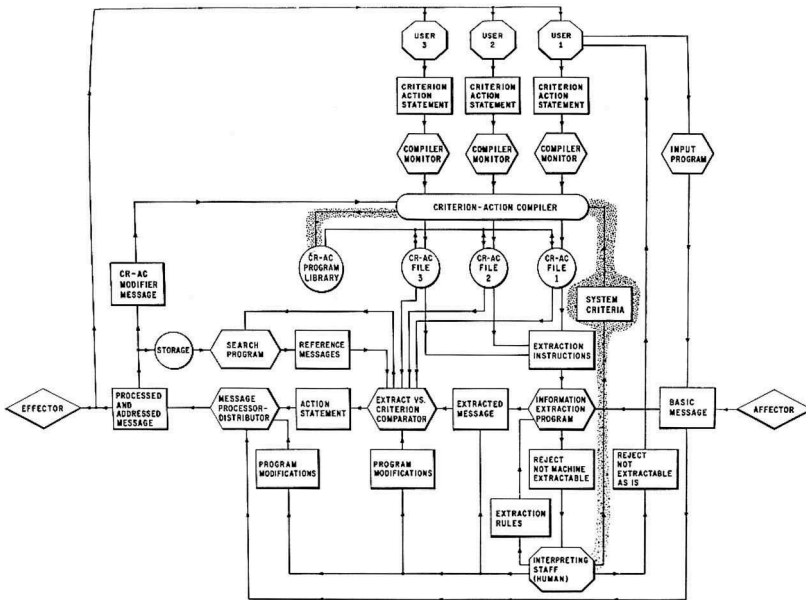 USER
3
USER
2
USER
1
CRITERION
ACTION
STATEMENT
CRITERION
ACTION
STATEMENT
CRITERION
ACTION
STATEMENT
COMPILER
MONITOR
COMPILER
MONITOR
COMPILER
MONITOR
INPUT
PROGRAM
CRITERION-ACTION COMPILER
CR-AC
PROGRAM
LIBRARY
CR-AC
FILE
3
CR-AC
FILE
2
CR-AC
FILE
1
CR-AC
MODIFIER
MESSAGE
SYSTEM
CRITERIA
STORAGE
SEARCH
PROGRAM
REFERENCE
MESSAGES
EXTRACTION
INSTRUCTIONS
EFFECTOR
PROCESSED
AND
ADDRESSED
MESSAGE
MESSAGE
PROCESSOR-
DISTRIBUTOR
ACTION
STATEMENT
EXTRACT VS.
CRITERION
COMPARATOR
EXTRACTED
MESSAGE
INFORMATION
EXTRACTION
PROGRAM
BASIC
MESSAGE
AFFECTOR
PROGRAM
MODIFICATIONS
PROGRAM
MODIFICATIONS
REJECT
NOT MACHINE
EXTRACTABLE
REJECT
NOT
EXTRACTABLE
AS IS
EXTRACTION
RULES
INTERPRETING
STAFF
(HUMAN)